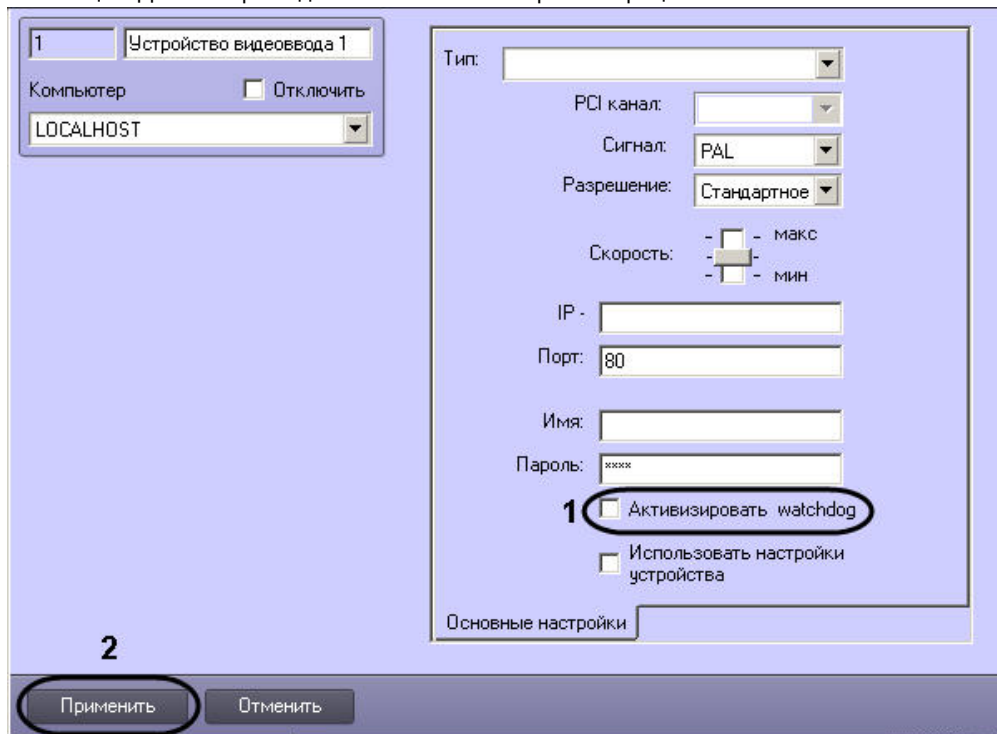 1 Устройство видеоввода 1
Компьютер Отключить
LOCALHOST
Тип:
PCI канал:
Сигнал: PAL
Разрешение: Стандартное
Скорость: макс
мин
IP -
Порт: 80
Имя:
Пароль: ****
1 Активизировать watchdog
Использовать настройки
устройства
Основные настройки
2
Применить Отменить